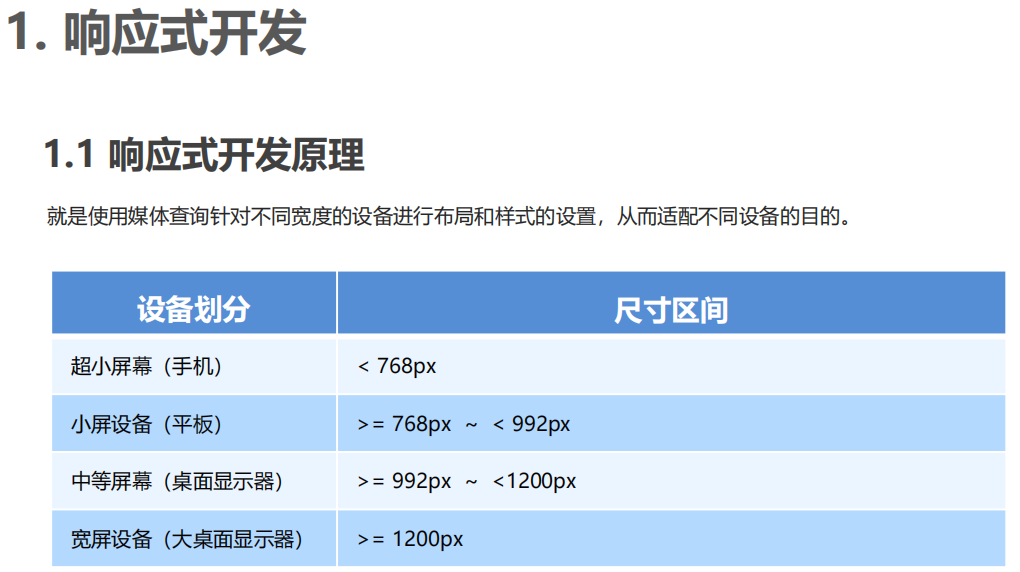 1. 响应式开发
1.1 响应式开发原理
就是使用媒体查询针对不同宽度的设备进行布局和样式的设置，从而适配不同设备的目的。
设备划分 尺寸区间
超小屏幕（手机） < 768px
小屏设备（平板） >= 768px ~ < 992px
中等屏幕（桌面显示器） >= 992px ~ <1200px
宽屏设备（大桌面显示器） >= 1200px